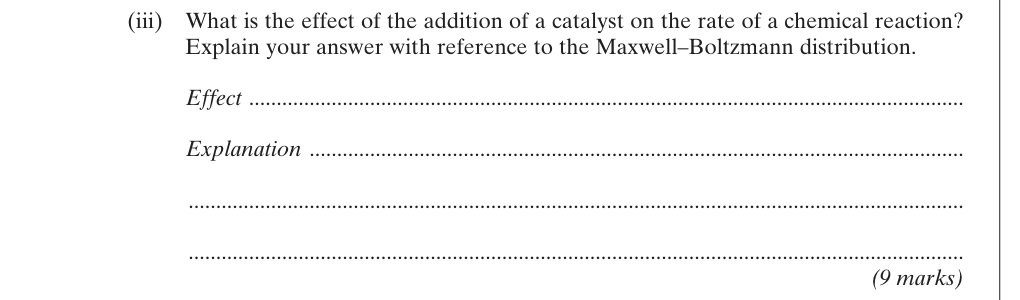 (iii) What is the effect of the addition of a catalyst on the rate of a chemical reaction?
Explain your answer with reference to the Maxwell–Boltzmann distribution.
Effect ................................................................................................................................
Explanation ......................................................................................................................
...........................................................................................................................................
...........................................................................................................................................
(9 marks)